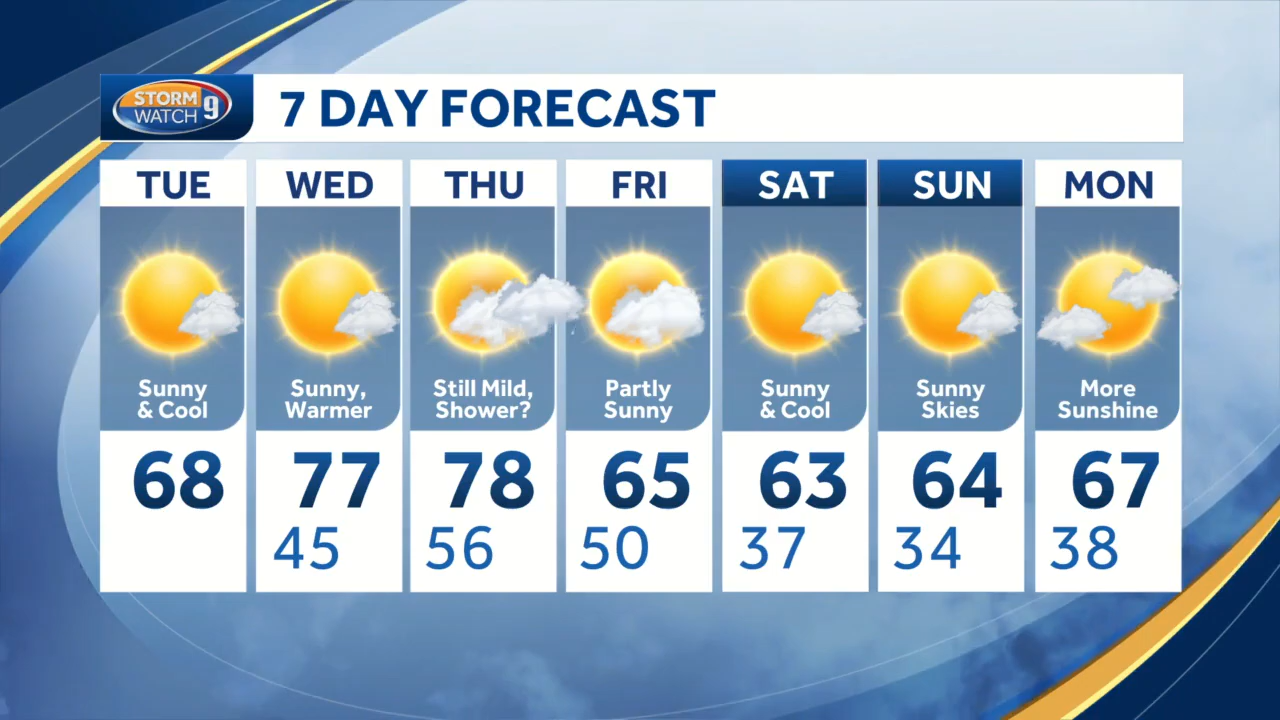 STORM
WATCH 9
7 DAY FORECAST
TUE
Sunny
& Cool
68
WED
Sunny,
Warmer
77
45
THU
Still Mild,
Shower?
78
56
FRI
Partly
Sunny
65
50
SAT
Sunny
& Cool
63
37
SUN
Sunny
Skies
64
34
MON
More
Sunshine
67
38